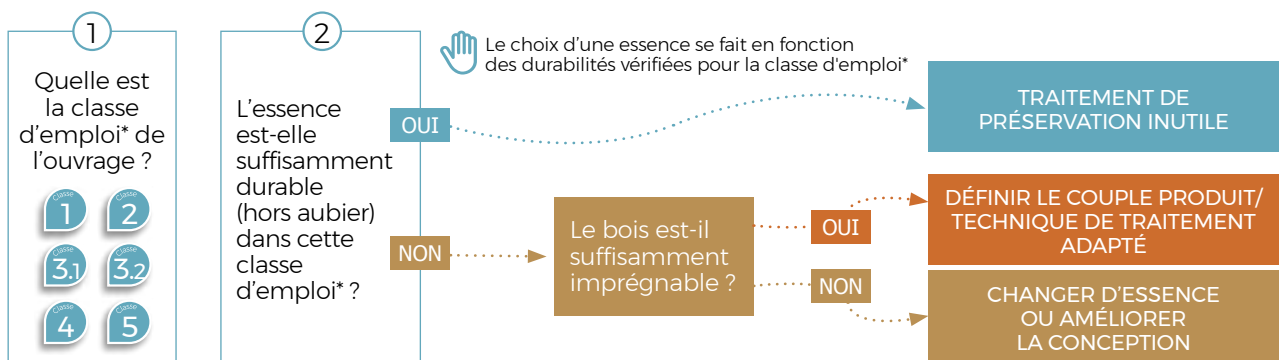 1
Quelle est
la classe
d'emploi* de
l'ouvrage ?
Classe
1
Classe
2
Classe
3.1
Classe
3.2
Classe
4
Classe
5
2
L'essence
est-elle
suffisamment
durable
(hors aubier)
dans cette
classe
d'emploi* ?
OUI
NON
Le choix d'une essence se fait en fonction
des durabilités vérifiées pour la classe d'emploi*
TRAITEMENT DE
PRÉSERVATION INUTILE
Le bois est-il
suffisamment
imprégnable ?
OUI
NON
DÉFINIR LE COUPLE PRODUIT/
TECHNIQUE DE TRAITEMENT
ADAPTÉ
CHANGER D'ESSENCE
OU AMÉLIORER
LA CONCEPTION